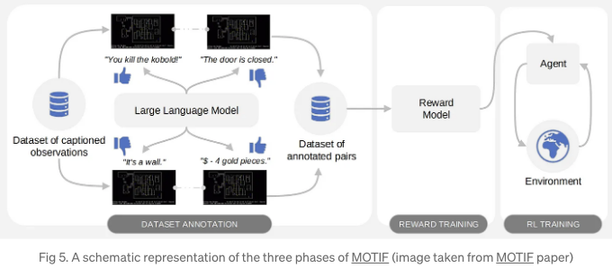 "You kill the kobold!"
"The door is closed."
Large Language Model
Dataset of captioned
observations
"It's a wall."
"$ - 4 gold pieces."
Dataset of
annotated pairs
Reward
Model
Agent
Environment
DATASET ANNOTATION
REWARD TRAINING
RL TRAINING
Fig 5. A schematic representation of the three phases of MOTIF (image taken from MOTIF paper)